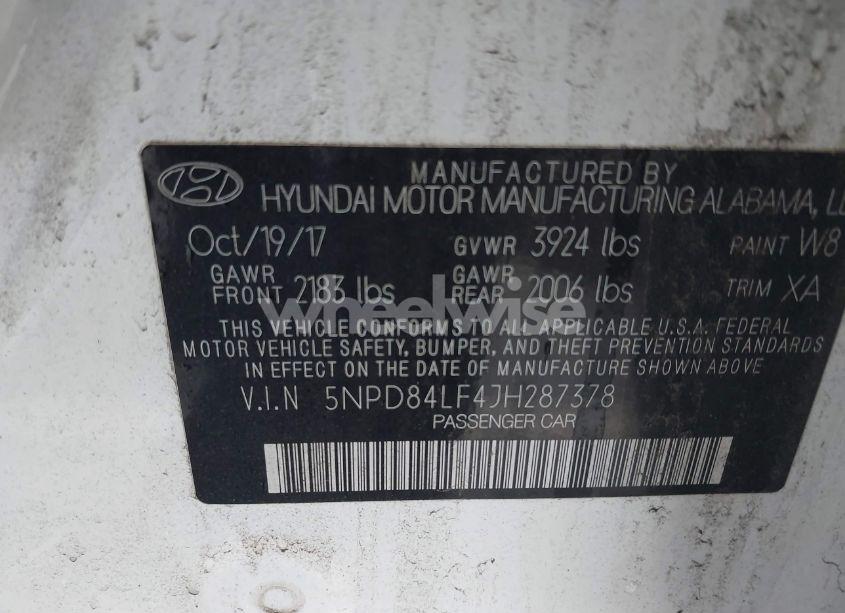 MANUFACTURED BY
HYUNDAI MOTOR MANUFACTURING ALABAMA, LL
Oct/19/17 GVWR 3924 lbs PAINT W8
GAWR FRONT 2183 lbs GAWR REAR 2006 lbs TRIM XA
wheelwise
THIS VEHICLE CONFORMS TO ALL APPLICABLE U.S.A. FEDERAL
MOTOR VEHICLE SAFETY, BUMPER, AND THEFT PREVENTION STANDARDS
IN EFFECT ON THE DATE OF MANUFACTURE SHOWN ABOVE
V.I.N 5NPD84LF4JH287378
PASSENGER CAR